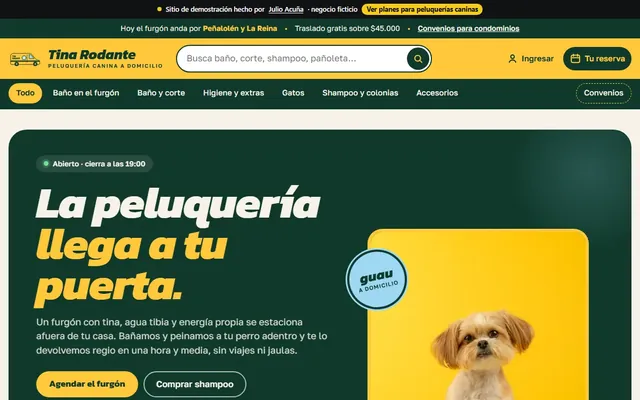 Sitio de demostración hecho por Julio Acuña · negocio ficticio Ver planes para peluquerías caninas
Hoy el furgón anda por Peñalolén y La Reina • Traslado gratis sobre $45.000 • Convenios para condominios
Tina Rodante
PELUQUERÍA CANINA A DOMICILIO
Busca baño, corte, shampoo, pañoleta...
Ingresar
Tu reserva
Todo Baño en el furgón Baño y corte Higiene y extras Gatos Shampoo y colonias Accesorios Convenios
Abierto · cierra a las 19:00
La peluquería
llega a tu
puerta.
guau
A DOMICILIO
Un furgón con tina, agua tibia y energía propia se estaciona
afuera de tu casa. Bañamos y peinamos a tu perro adentro y te lo
devolvemos regio en una hora y media, sin viajes ni jaulas.
Agendar el furgón Comprar shampoo